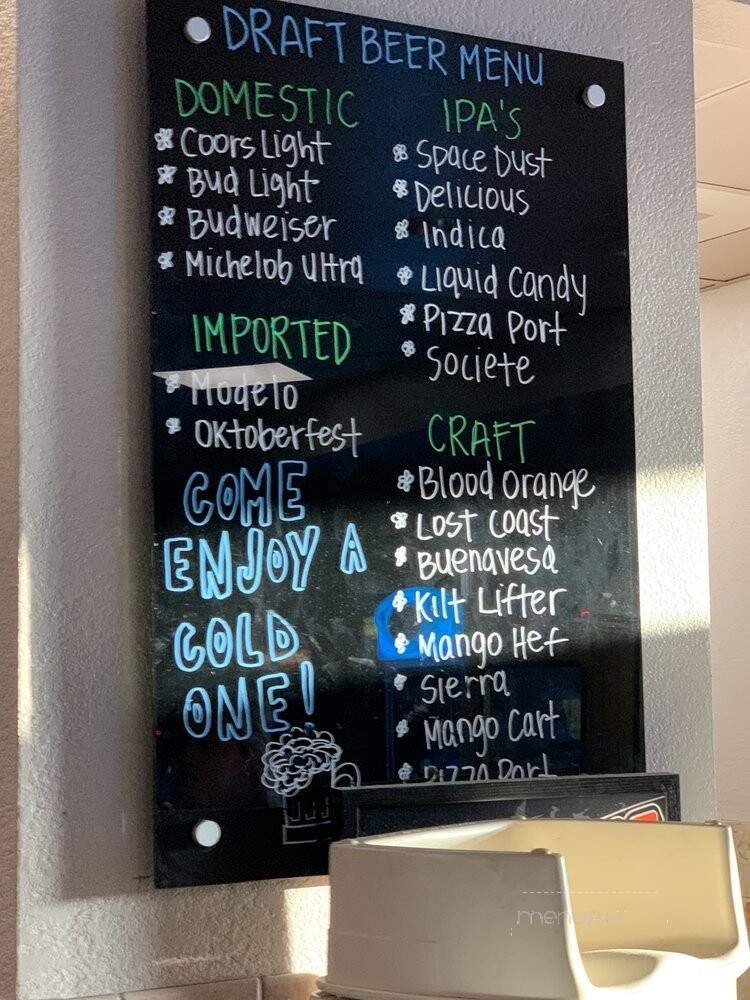 DRAFT BEER MENU
DOMESTIC
Coors Light
Bud Light
Budweiser
Michelob Ultra
IMPORTED
Modelo
Oktoberfest
COME
ENJOY A
COLD
ONE!
IPA'S
Space Dust
Delicious
Indica
Liquid Candy
Pizza Port
Societe
CRAFT
Blood Orange
Lost Coast
Buenavesa
Kilt Lifter
Mango Hef
Sierra
Mango Cart
Pizza Port